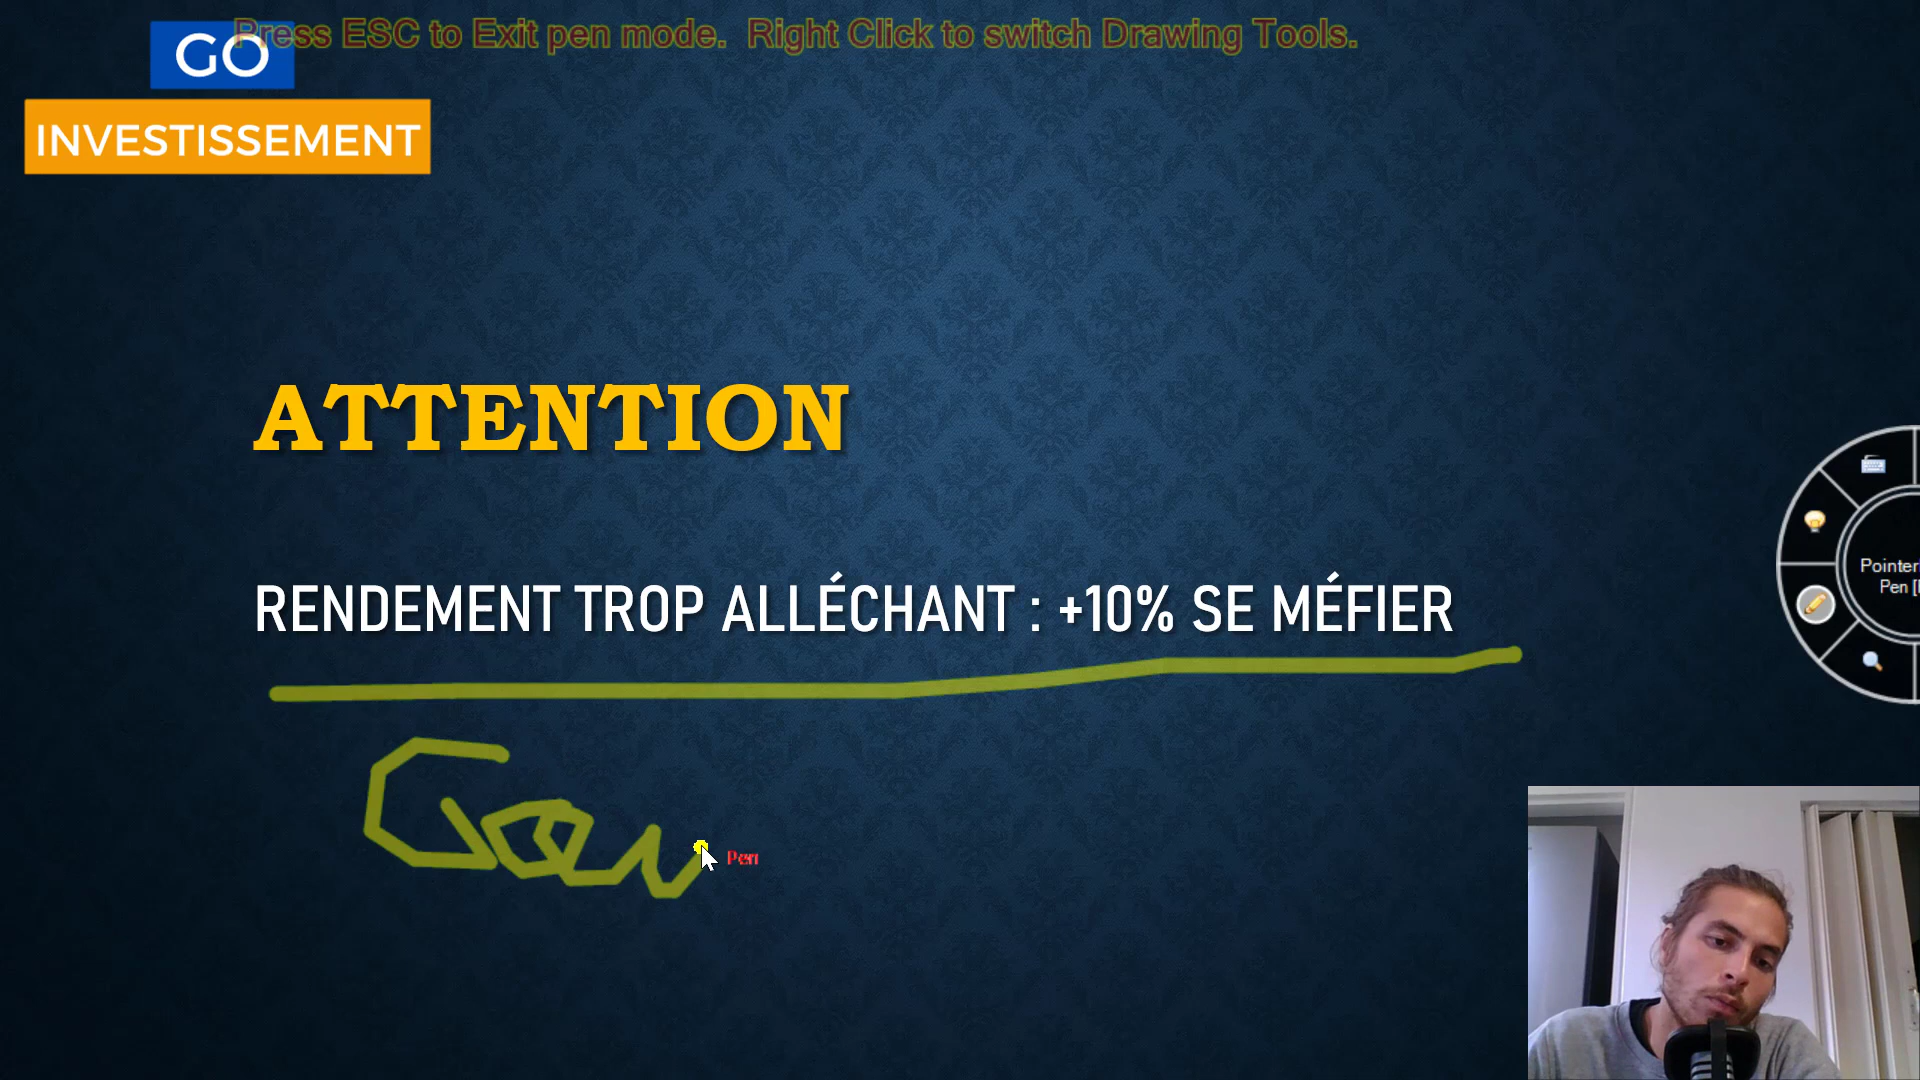 Press ESC to Exit pen mode. Right Click to switch Drawing Tools.
GO
INVESTISSEMENT
ATTENTION
RENDEMENT TROP ALLÉCHANT : +10% SE MÉFIER
Pointer
Pen [
Pen